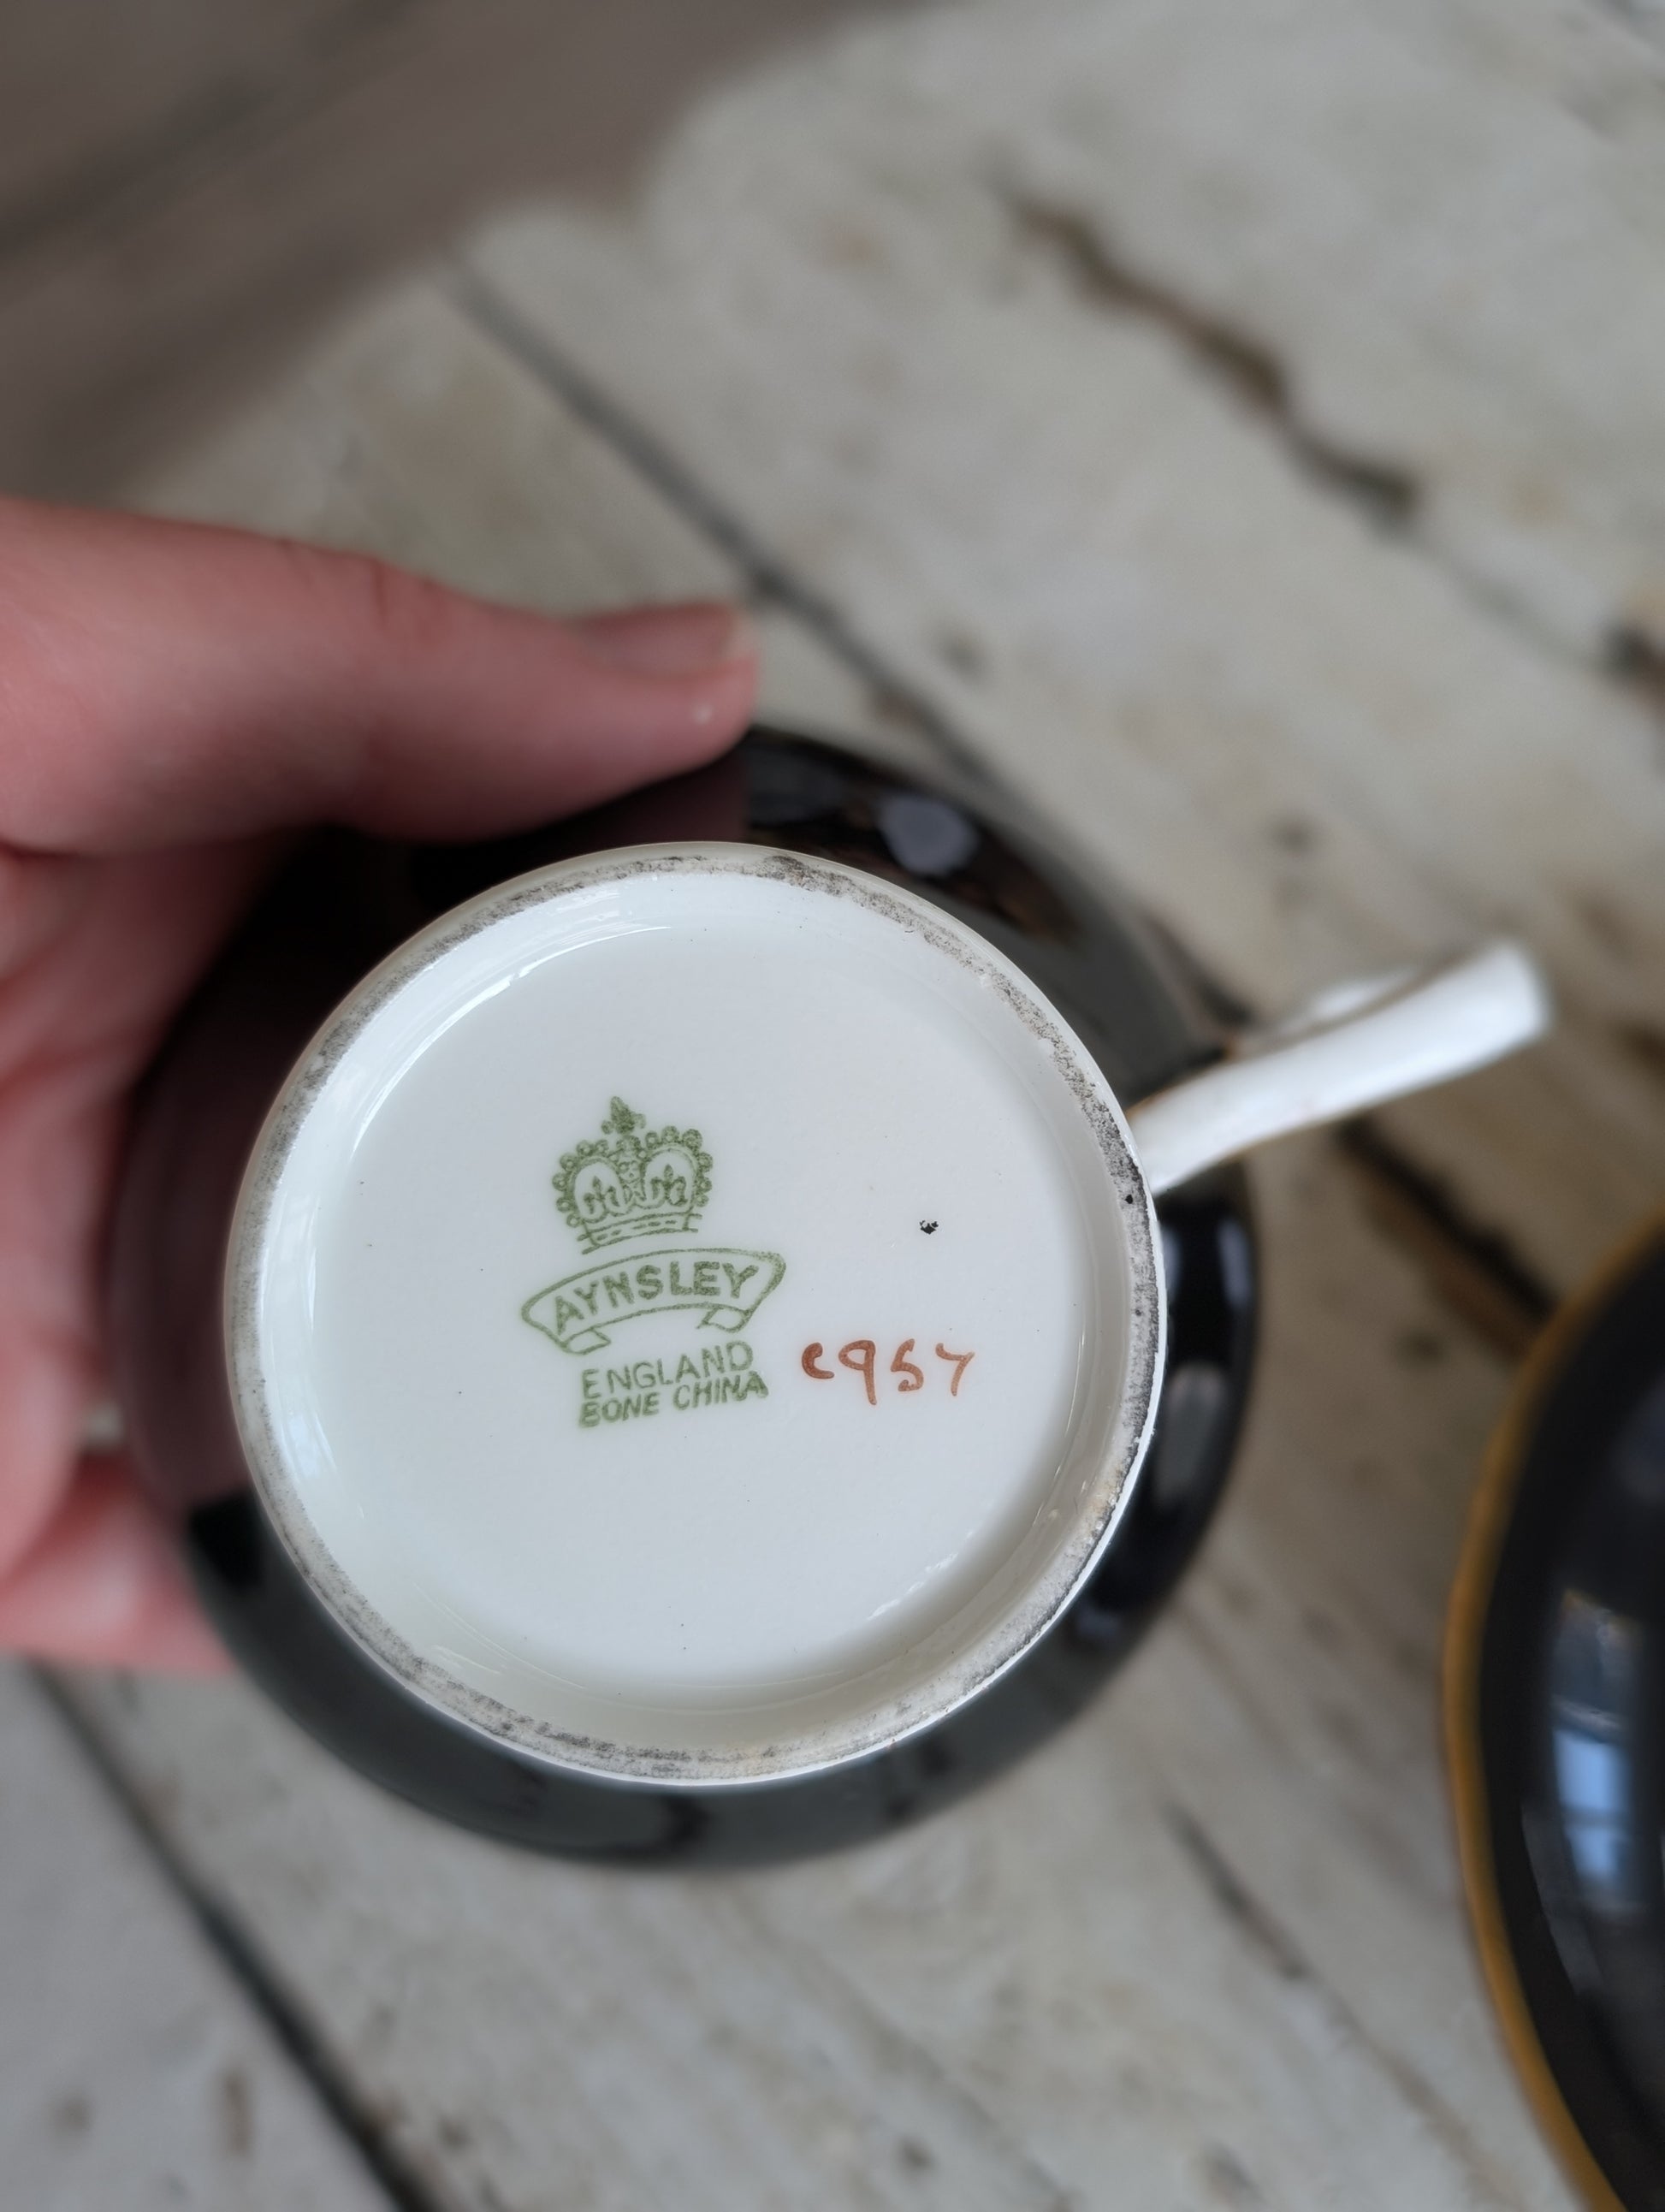 AYNSLEY
ENGLAND
BONE CHINA
C957